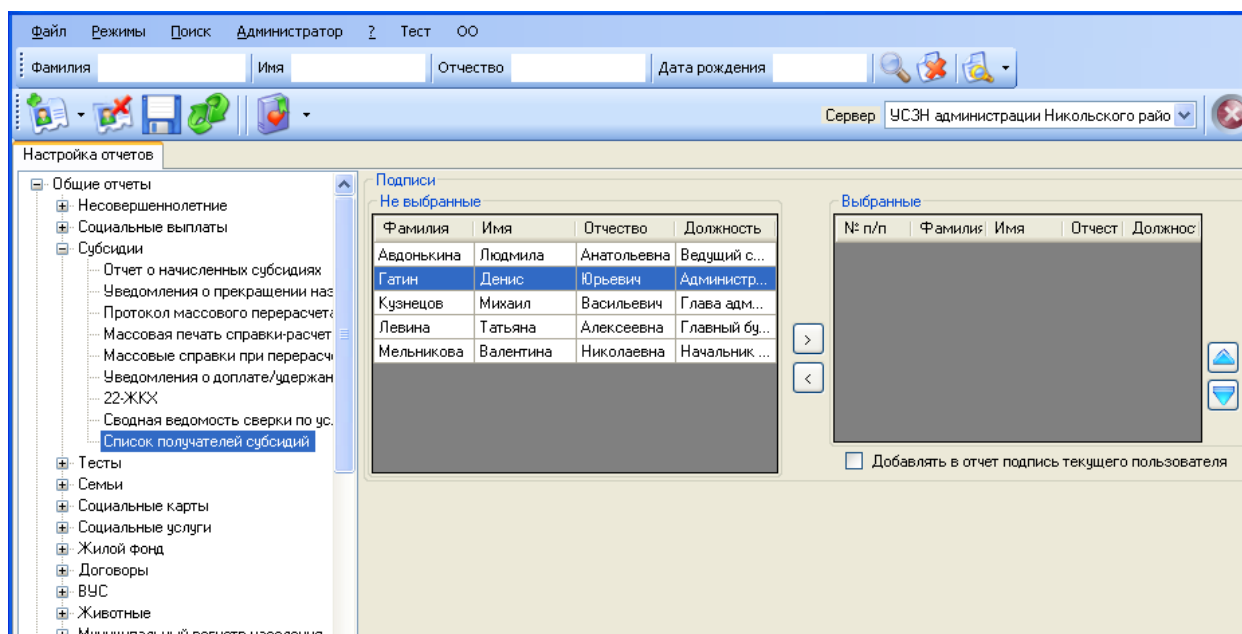 Файл Режимы Поиск Администратор ? Тест ОО
Фамилия Имя Отчество Дата рождения
Сервер УСЗН администрации Никольского райо
Настройка отчетов
Общие отчеты
Несовершеннолетние
Социальные выплаты
Субсидии
Отчет о начисленных субсидиях
Уведомления о прекращении наз
Протокол массового перерасчета
Массовая печать справки-расчет
Массовые справки при перерасч
Уведомления о доплате/удержан
22-ЖКХ
Сводная ведомость сверки по ус.
Список получателей субсидий
Тесты
Семьи
Социальные карты
Социальные услуги
Жилой фонд
Договоры
ВУС
Животные
Муниципальный регистр населения
Подписи
Не выбранные
Фамилия Имя Отчество Должность
Авдонькина Людмила Анатольевна Ведущий с...
Гатин Денис Юрьевич Администр...
Кузнецов Михаил Васильевич Глава адм...
Левина Татьяна Алексеевна Главный бу...
Мельникова Валентина Николаевна Начальник ...
>
<
Выбранные
№ п/п Фамилия Имя Отчест Должнос
Добавлять в отчет подпись текущего пользователя